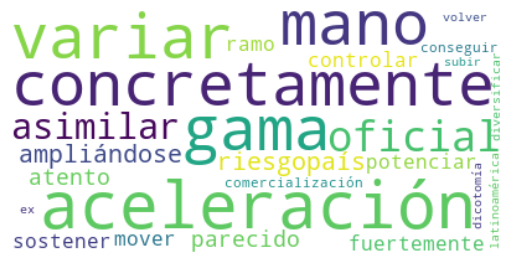 variar
mano
volver
ramo
conseguir
controlar
subir
concretamente
asimilar
gama
oficial
ampliándose
riesgopaís
potenciar
atento
comercialización
aceleración
ex
dicotomía
latinoamérica
diversificar
sostener
mover
parecido
fuertemente